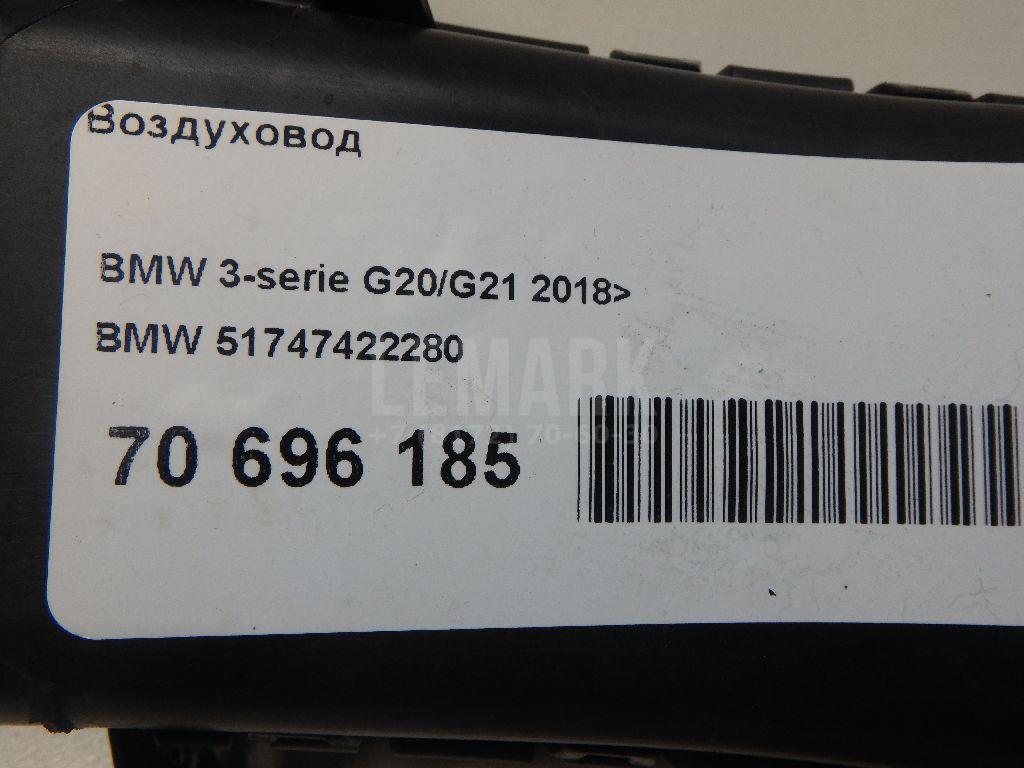 Воздуховод
BMW 3-serie G20/G21 2018>
BMW 51747422280
LEMARK
70 696 185